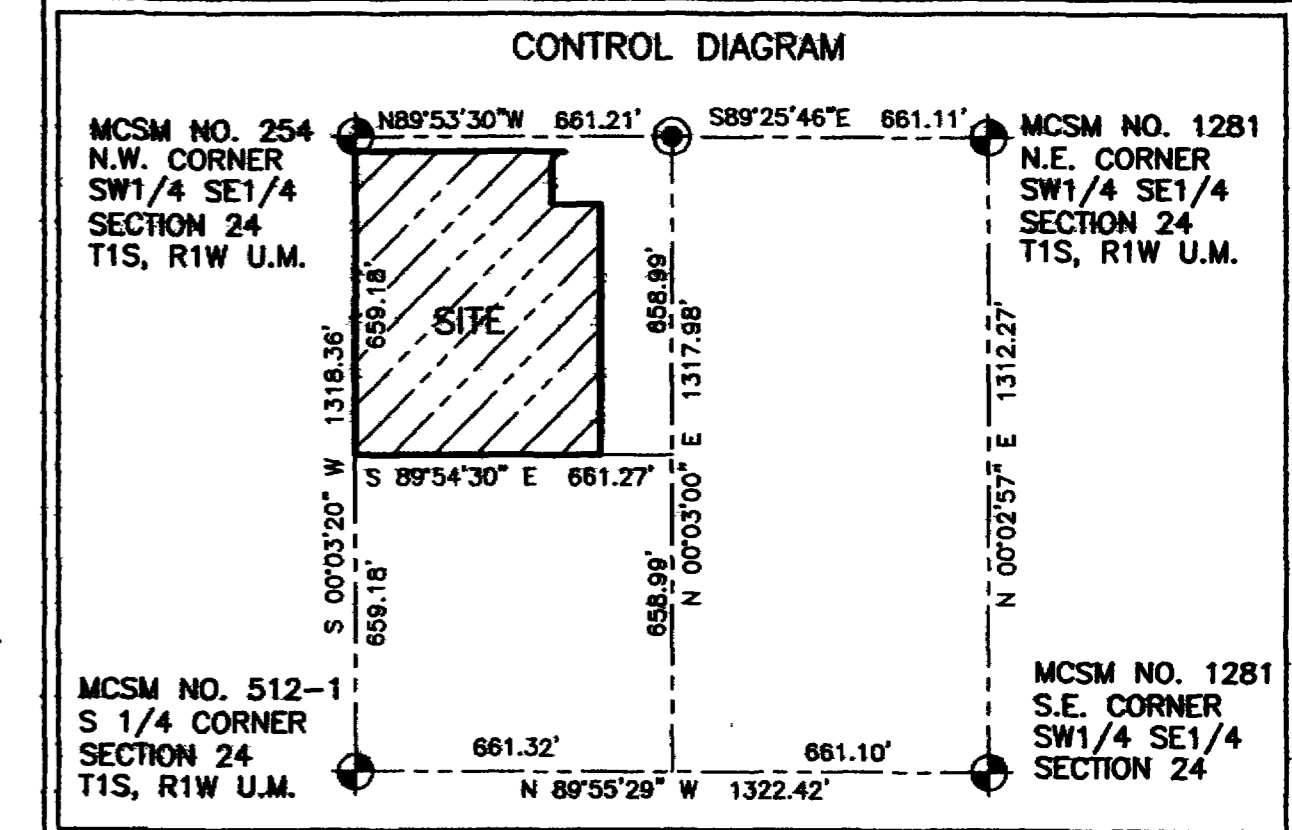 CONTROL DIAGRAM
MCSM NO. 254
N.W. CORNER
SW1/4 SE1/4
SECTION 24
T1S, R1W U.M.
N89°53'30"W 661.21'
S89°25'46"E 661.11'
MCSM NO. 1281
N.E. CORNER
SW1/4 SE1/4
SECTION 24
T1S, R1W U.M.
SITE
659.18'
S 00°03'20" W 1318.36'
659.18'
658.99'
N 00°03'00" E 1317.98'
658.99'
N 00°02'57" E 1312.27'
S 89°54'30" E 661.27'
MCSM NO. 512-1
S 1/4 CORNER
SECTION 24
T1S, R1W U.M.
661.32'
661.10'
N 89°55'29" W 1322.42'
MCSM NO. 1281
S.E. CORNER
SW1/4 SE1/4
SECTION 24